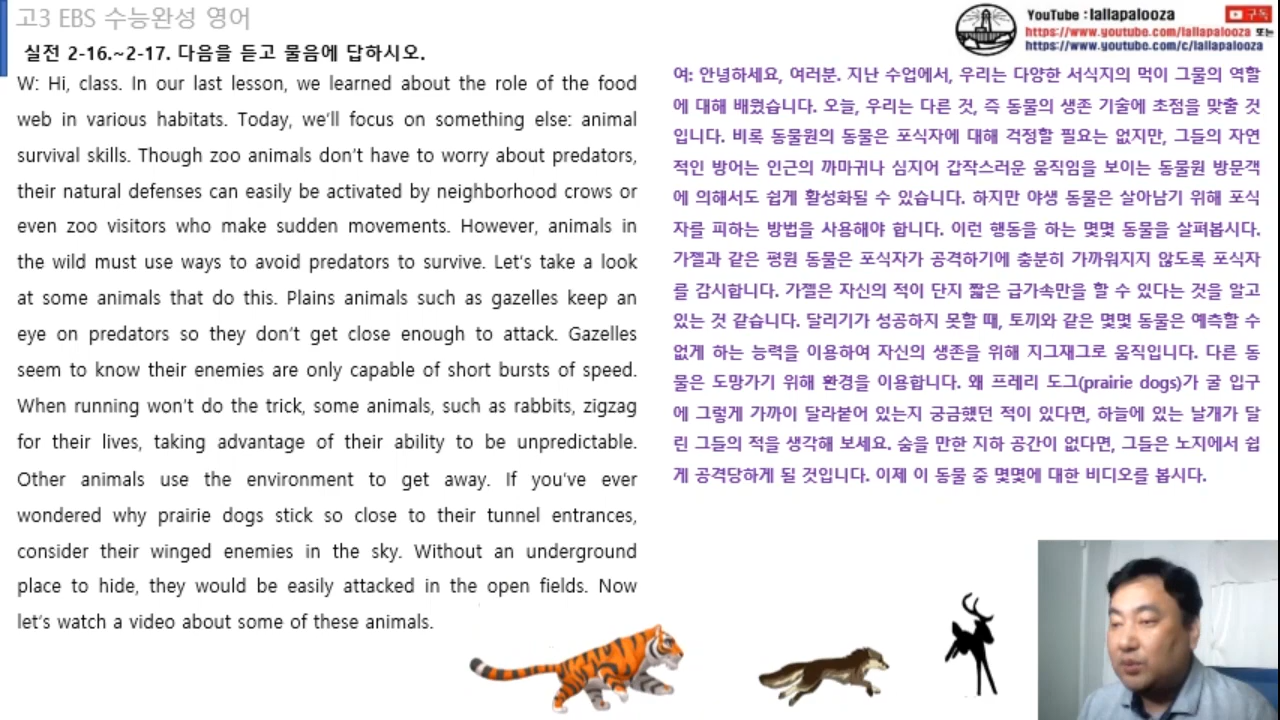 고3 EBS 수능완성 영어
YouTube : lallapalooza
구독
https://www.youtube.com/lallapalooza 또는
https://www.youtube.com/c/lallapalooza
실전 2-16.~2-17. 다음을 듣고 물음에 답하시오.
W: Hi, class. In our last lesson, we learned about the role of the food
web in various habitats. Today, we’ll focus on something else: animal
survival skills. Though zoo animals don’t have to worry about predators,
their natural defenses can easily be activated by neighborhood crows or
even zoo visitors who make sudden movements. However, animals in
the wild must use ways to avoid predators to survive. Let’s take a look
at some animals that do this. Plains animals such as gazelles keep an
eye on predators so they don’t get close enough to attack. Gazelles
seem to know their enemies are only capable of short bursts of speed.
When running won’t do the trick, some animals, such as rabbits, zigzag
for their lives, taking advantage of their ability to be unpredictable.
Other animals use the environment to get away. If you’ve ever
wondered why prairie dogs stick so close to their tunnel entrances,
consider their winged enemies in the sky. Without an underground
place to hide, they would be easily attacked in the open fields. Now
let’s watch a video about some of these animals.
여: 안녕하세요, 여러분. 지난 수업에서, 우리는 다양한 서식지의 먹이 그물의 역할
에 대해 배웠습니다. 오늘, 우리는 다른 것, 즉 동물의 생존 기술에 초점을 맞출 것
입니다. 비록 동물원의 동물은 포식자에 대해 걱정할 필요는 없지만, 그들의 자연
적인 방어는 인근의 까마귀나 심지어 갑작스러운 움직임을 보이는 동물원 방문객
에 의해서도 쉽게 활성화될 수 있습니다. 하지만 야생 동물은 살아남기 위해 포식
자를 피하는 방법을 사용해야 합니다. 이런 행동을 하는 몇몇 동물을 살펴봅시다.
가젤과 같은 평원 동물은 포식자가 공격하기에 충분히 가까워지지 않도록 포식자
를 감시합니다. 가젤은 자신의 적이 단지 짧은 급가속만을 할 수 있다는 것을 알고
있는 것 같습니다. 달리기가 성공하지 못할 때, 토끼와 같은 몇몇 동물은 예측할 수
없게 하는 능력을 이용하여 자신의 생존을 위해 지그재그로 움직입니다. 다른 동
물은 도망가기 위해 환경을 이용합니다. 왜 프레리 도그(prairie dogs)가 굴 입구
에 그렇게 가까이 달라붙어 있는지 궁금했던 적이 있다면, 하늘에 있는 날개가 달
린 그들의 적을 생각해 보세요. 숨을 만한 지하 공간이 없다면, 그들은 노지에서 쉽
게 공격당하게 될 것입니다. 이제 이 동물 중 몇몇에 대한 비디오를 봅시다.